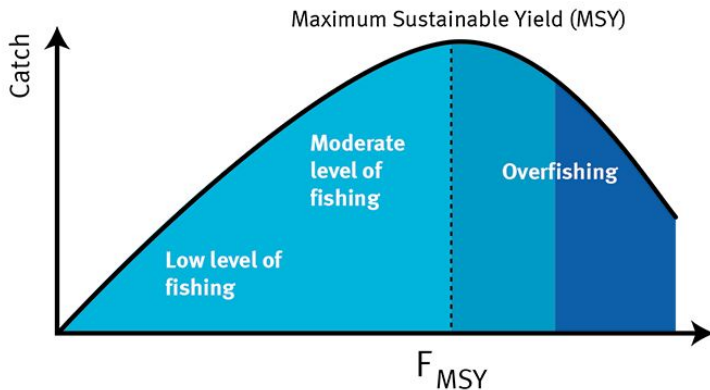 Maximum Sustainable Yield (MSY)
Catch
Moderate
level of
fishing
Overfishing
Low level of
fishing
FMSY